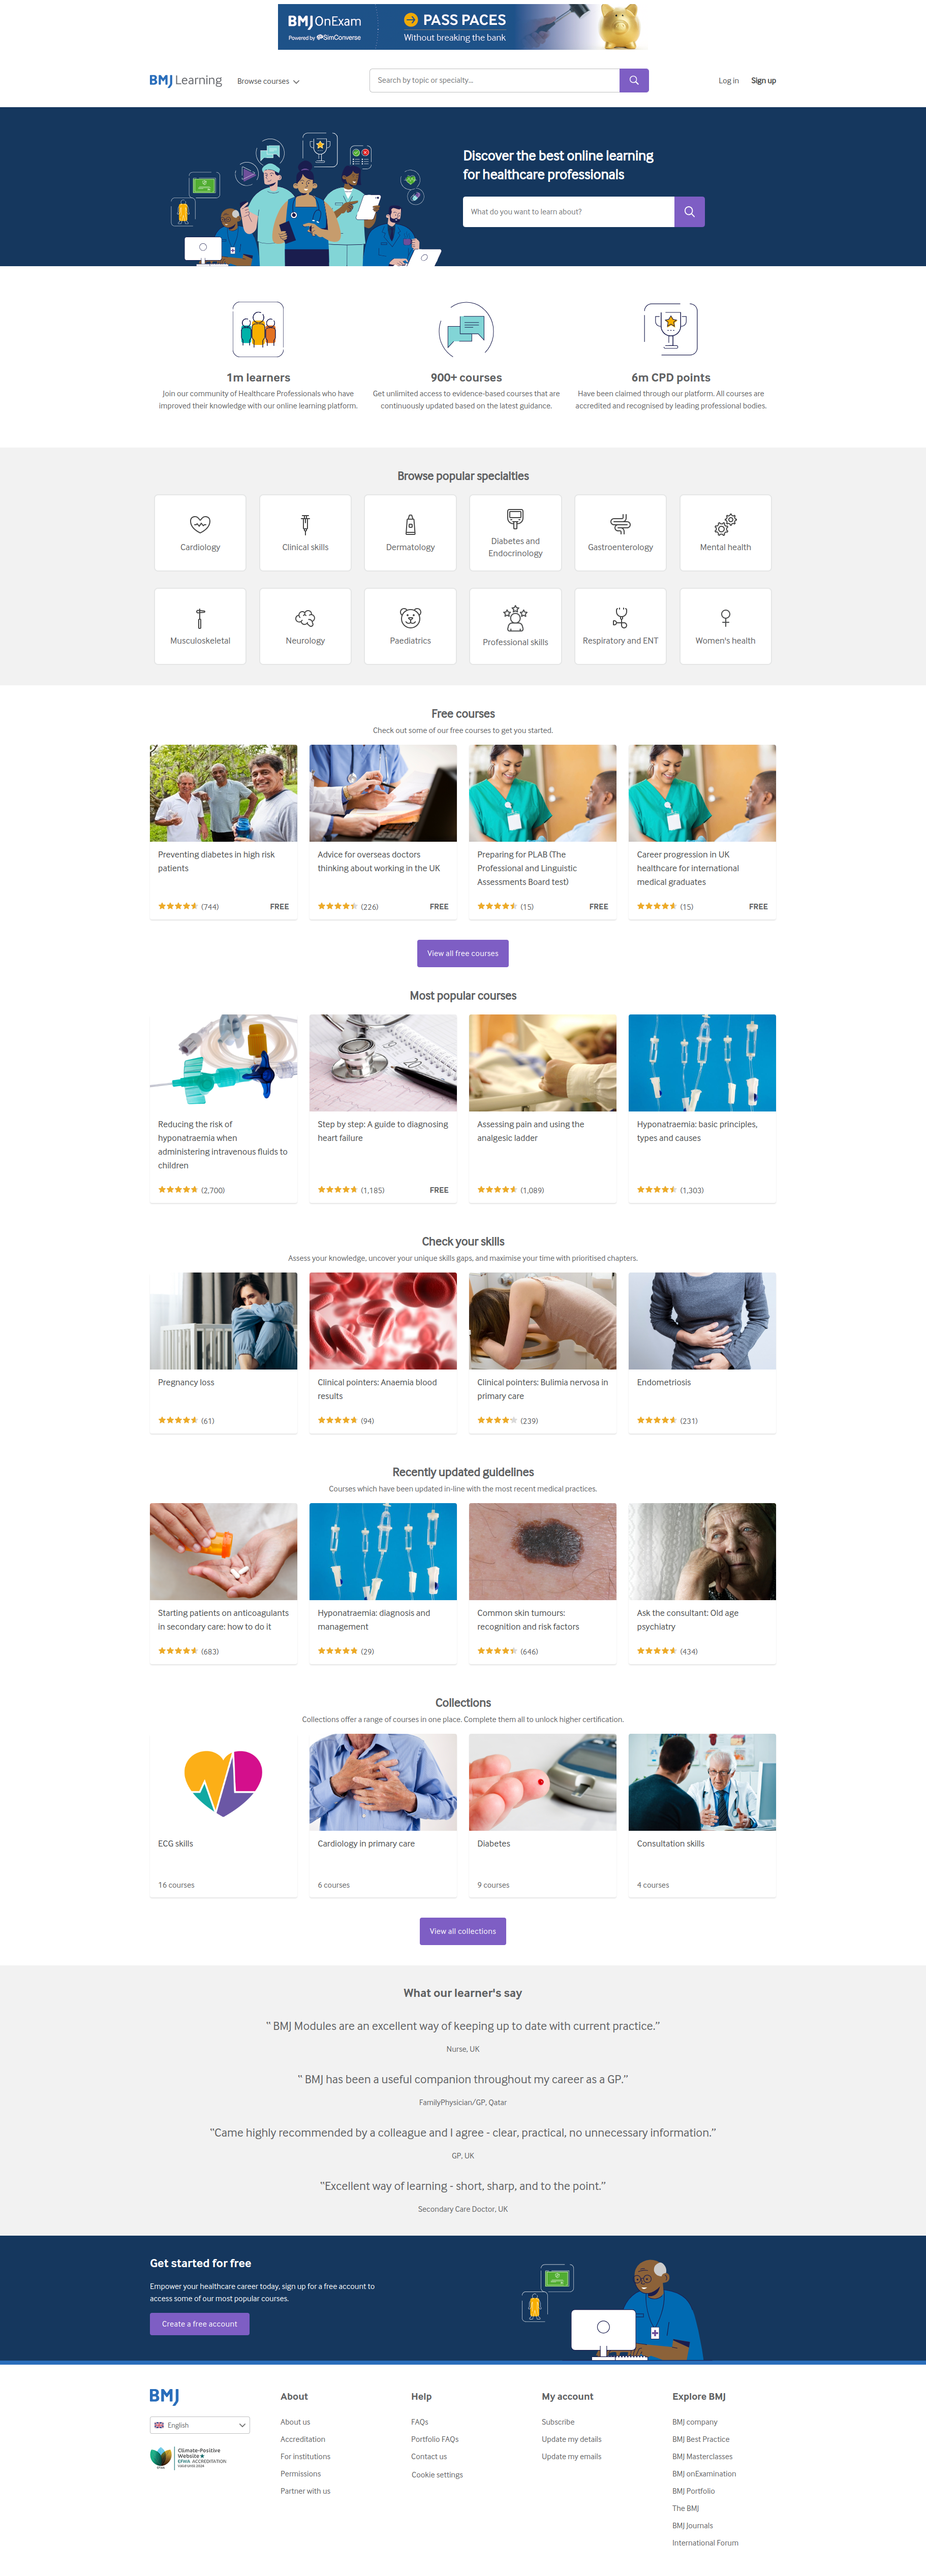 BMJ OnExam
Powered by SimConverse
PASS PACES
Without breaking the bank
BMJ Learning
Browse courses
Search by topic or specialty...
Log in
Sign up
Discover the best online learning
for healthcare professionals
What do you want to learn about?
1m learners
Join our community of Healthcare Professionals who have
improved their knowledge with our online learning platform.
900+ courses
Get unlimited access to evidence-based courses that are
continuously updated based on the latest guidance.
6m CPD points
Have been claimed through our platform. All courses are
accredited and recognised by leading professional bodies.
Browse popular specialties
Cardiology
Clinical skills
Dermatology
Diabetes and
Endocrinology
Gastroenterology
Mental health
Musculoskeletal
Neurology
Paediatrics
Professional skills
Respiratory and ENT
Women's health
Free courses
Check out some of our free courses to get you started.
Preventing diabetes in high risk
patients
(744)
FREE
Advice for overseas doctors
thinking about working in the UK
(226)
FREE
Preparing for PLAB (The
Professional and Linguistic
Assessments Board test)
(15)
FREE
Career progression in UK
healthcare for international
medical graduates
(15)
FREE
View all free courses
Most popular courses
Reducing the risk of
hyponatraemia when
administering intravenous fluids to
children
(2,700)
Step by step: A guide to diagnosing
heart failure
(1,185)
FREE
Assessing pain and using the
analgesic ladder
(1,089)
Hyponatraemia: basic principles,
types and causes
(1,303)
Check your skills
Assess your knowledge, uncover your unique skills gaps, and maximise your time with prioritised chapters.
Pregnancy loss
(61)
Clinical pointers: Anaemia blood
results
(94)
Clinical pointers: Bulimia nervosa in
primary care
(239)
Endometriosis
(231)
Recently updated guidelines
Courses which have been updated in-line with the most recent medical practices.
Starting patients on anticoagulants
in secondary care: how to do it
(683)
Hyponatraemia: diagnosis and
management
(29)
Common skin tumours:
recognition and risk factors
(646)
Ask the consultant: Old age
psychiatry
(434)
Collections
Collections offer a range of courses in one place. Complete them all to unlock higher certification.
ECG skills
16 courses
Cardiology in primary care
6 courses
Diabetes
9 courses
Consultation skills
4 courses
View all collections
What our learner's say
" BMJ Modules are an excellent way of keeping up to date with current practice."
Nurse, UK
" BMJ has been a useful companion throughout my career as a GP."
FamilyPhysician/GP, Qatar
"Came highly recommended by a colleague and I agree - clear, practical, no unnecessary information."
GP, UK
"Excellent way of learning - short, sharp, and to the point."
Secondary Care Doctor, UK
Get started for free
Empower your healthcare career today, sign up for a free account to
access some of our most popular courses.
Create a free account
BMJ
English
Climate-Positive
Website
EPWA ACCREDITATION
About
About us
Accreditation
For institutions
Permissions
Partner with us
Help
FAQs
Portfolio FAQs
Contact us
Cookie settings
My account
Subscribe
Update my details
Update my emails
Explore BMJ
BMJ company
BMJ Best Practice
BMJ Masterclasses
BMJ onExamination
BMJ Portfolio
The BMJ
BMJ Journals
International Forum